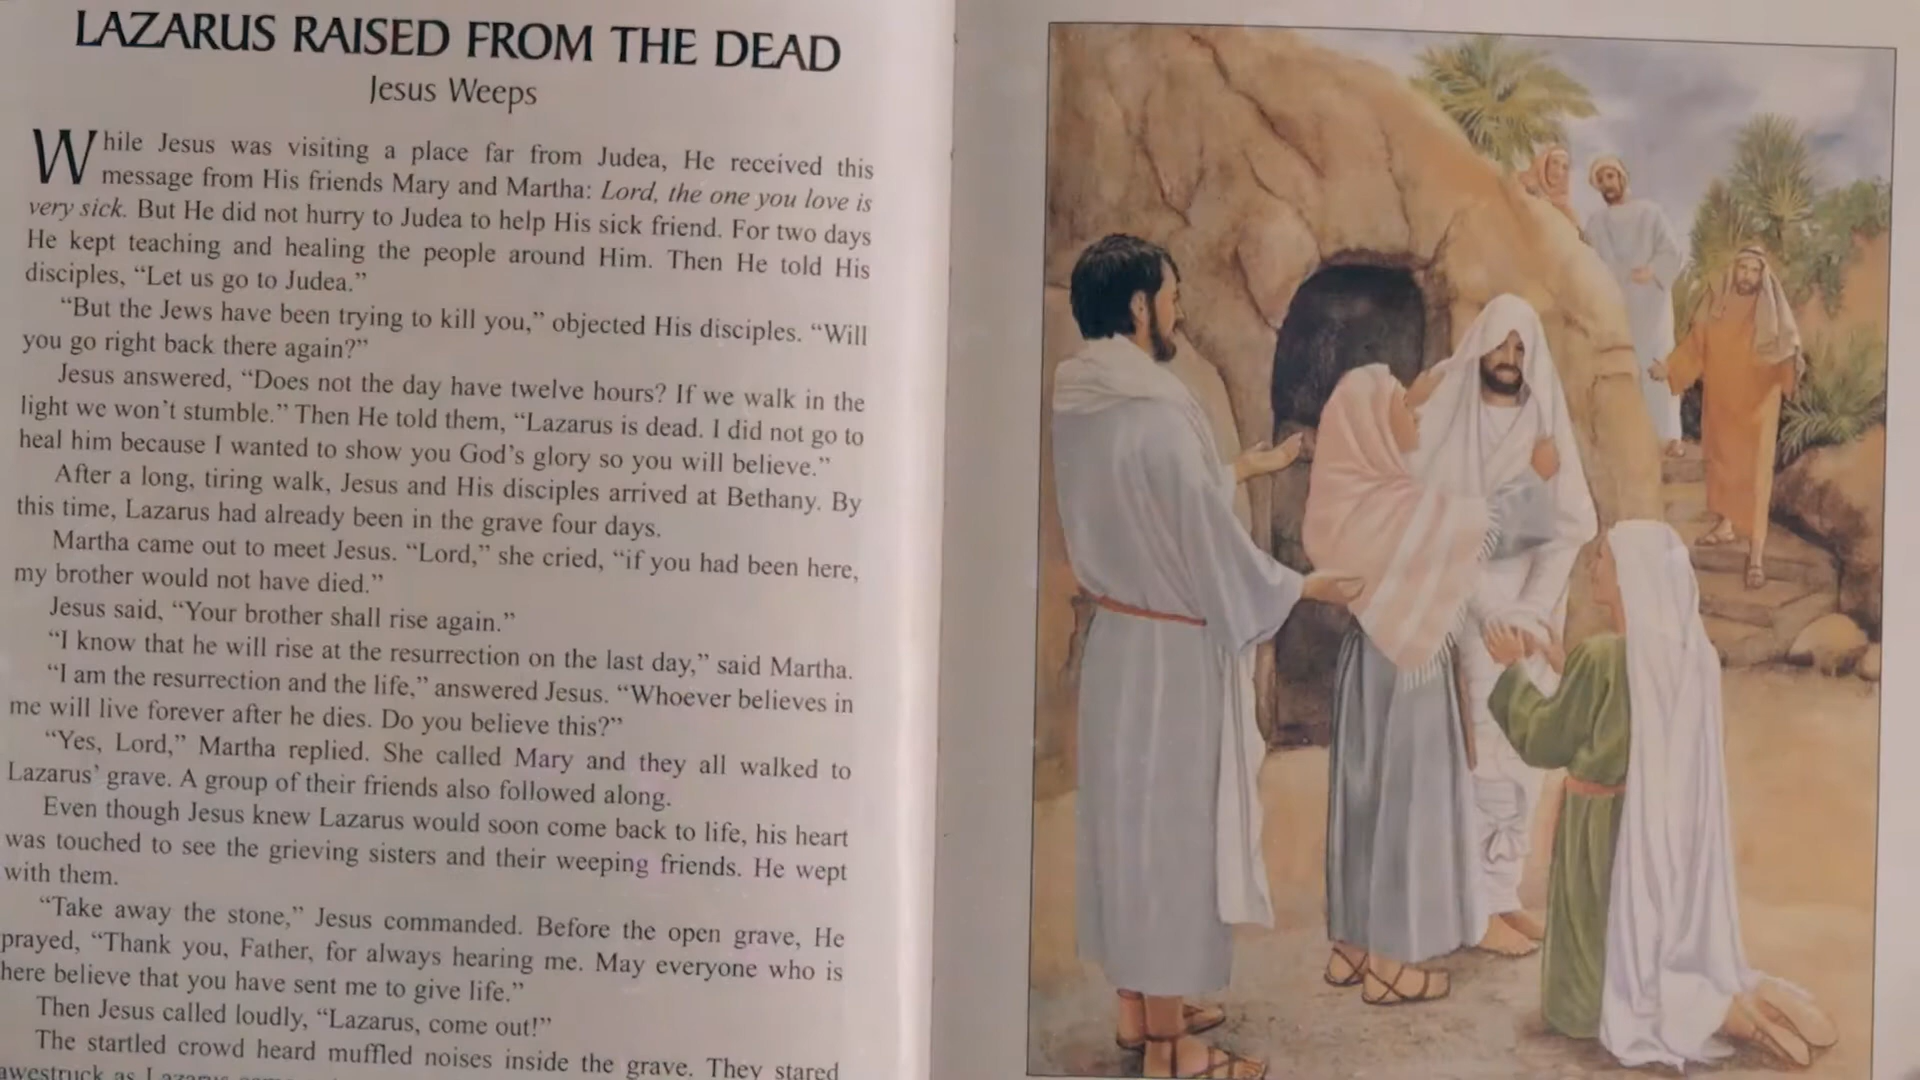 LAZARUS RAISED FROM THE DEAD
Jesus Weeps
While Jesus was visiting a place far from Judea, He received this
message from His friends Mary and Martha: Lord, the one you love is
very sick. But He did not hurry to Judea to help His sick friend. For two days
He kept teaching and healing the people around Him. Then He told His
disciples, “Let us go to Judea.”
“But the Jews have been trying to kill you,” objected His disciples. “Will
you go right back there again?”
Jesus answered, “Does not the day have twelve hours? If we walk in the
light we won’t stumble.” Then He told them, “Lazarus is dead. I did not go to
heal him because I wanted to show you God’s glory so you will believe.”
After a long, tiring walk, Jesus and His disciples arrived at Bethany. By
this time, Lazarus had already been in the grave four days.
Martha came out to meet Jesus. “Lord,” she cried, “if you had been here,
my brother would not have died.”
Jesus said, “Your brother shall rise again.”
“I know that he will rise at the resurrection on the last day,” said Martha.
“I am the resurrection and the life,” answered Jesus. “Whoever believes in
me will live forever after he dies. Do you believe this?”
“Yes, Lord,” Martha replied. She called Mary and they all walked to
Lazarus’ grave. A group of their friends also followed along.
Even though Jesus knew Lazarus would soon come back to life, his heart
was touched to see the grieving sisters and their weeping friends. He wept
with them.
“Take away the stone,” Jesus commanded. Before the open grave, He
prayed, “Thank you, Father, for always hearing me. May everyone who is
here believe that you have sent me to give life.”
Then Jesus called loudly, “Lazarus, come out!”
The startled crowd heard muffled noises inside the grave. They stared
awestruck as Lazarus